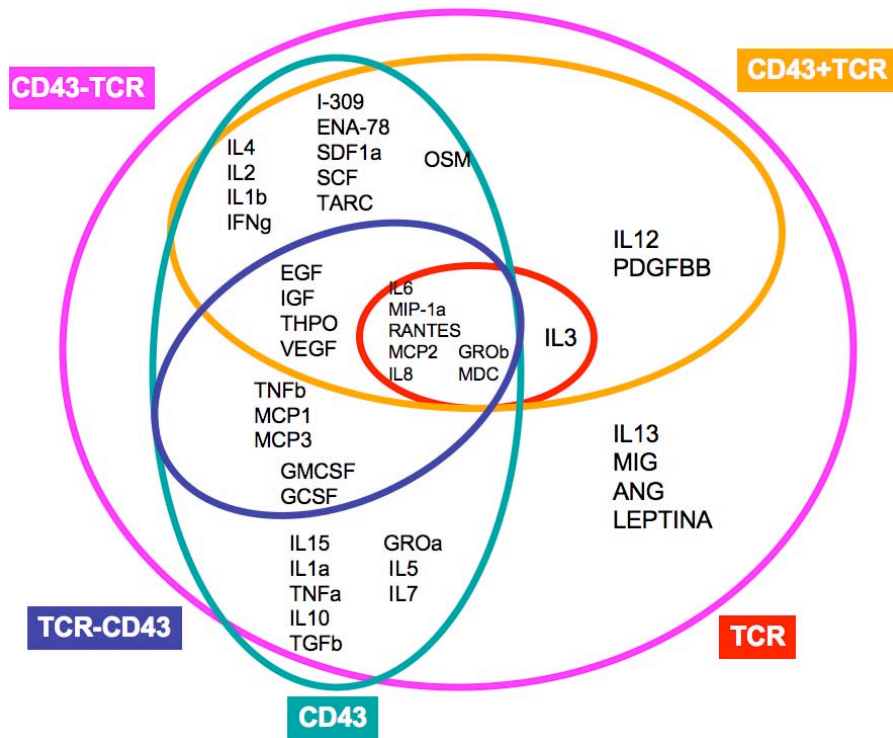 CD43-TCR
CD43+TCR
I-309
ENA-78
SDF1a
SCF
TARC
IL4
IL2
IL1b
IFNg
OSM
IL12
PDGFBB
EGF
IGF
THPO
VEGF
IL6
MIP-1a
RANTES
MCP2 GROb
IL8 MDC
IL3
TNFb
MCP1
MCP3
GMCSF
GCSF
IL13
MIG
ANG
LEPTINA
IL15 GROa
IL1a IL5
TNFa IL7
IL10
TGFb
TCR-CD43
TCR
CD43